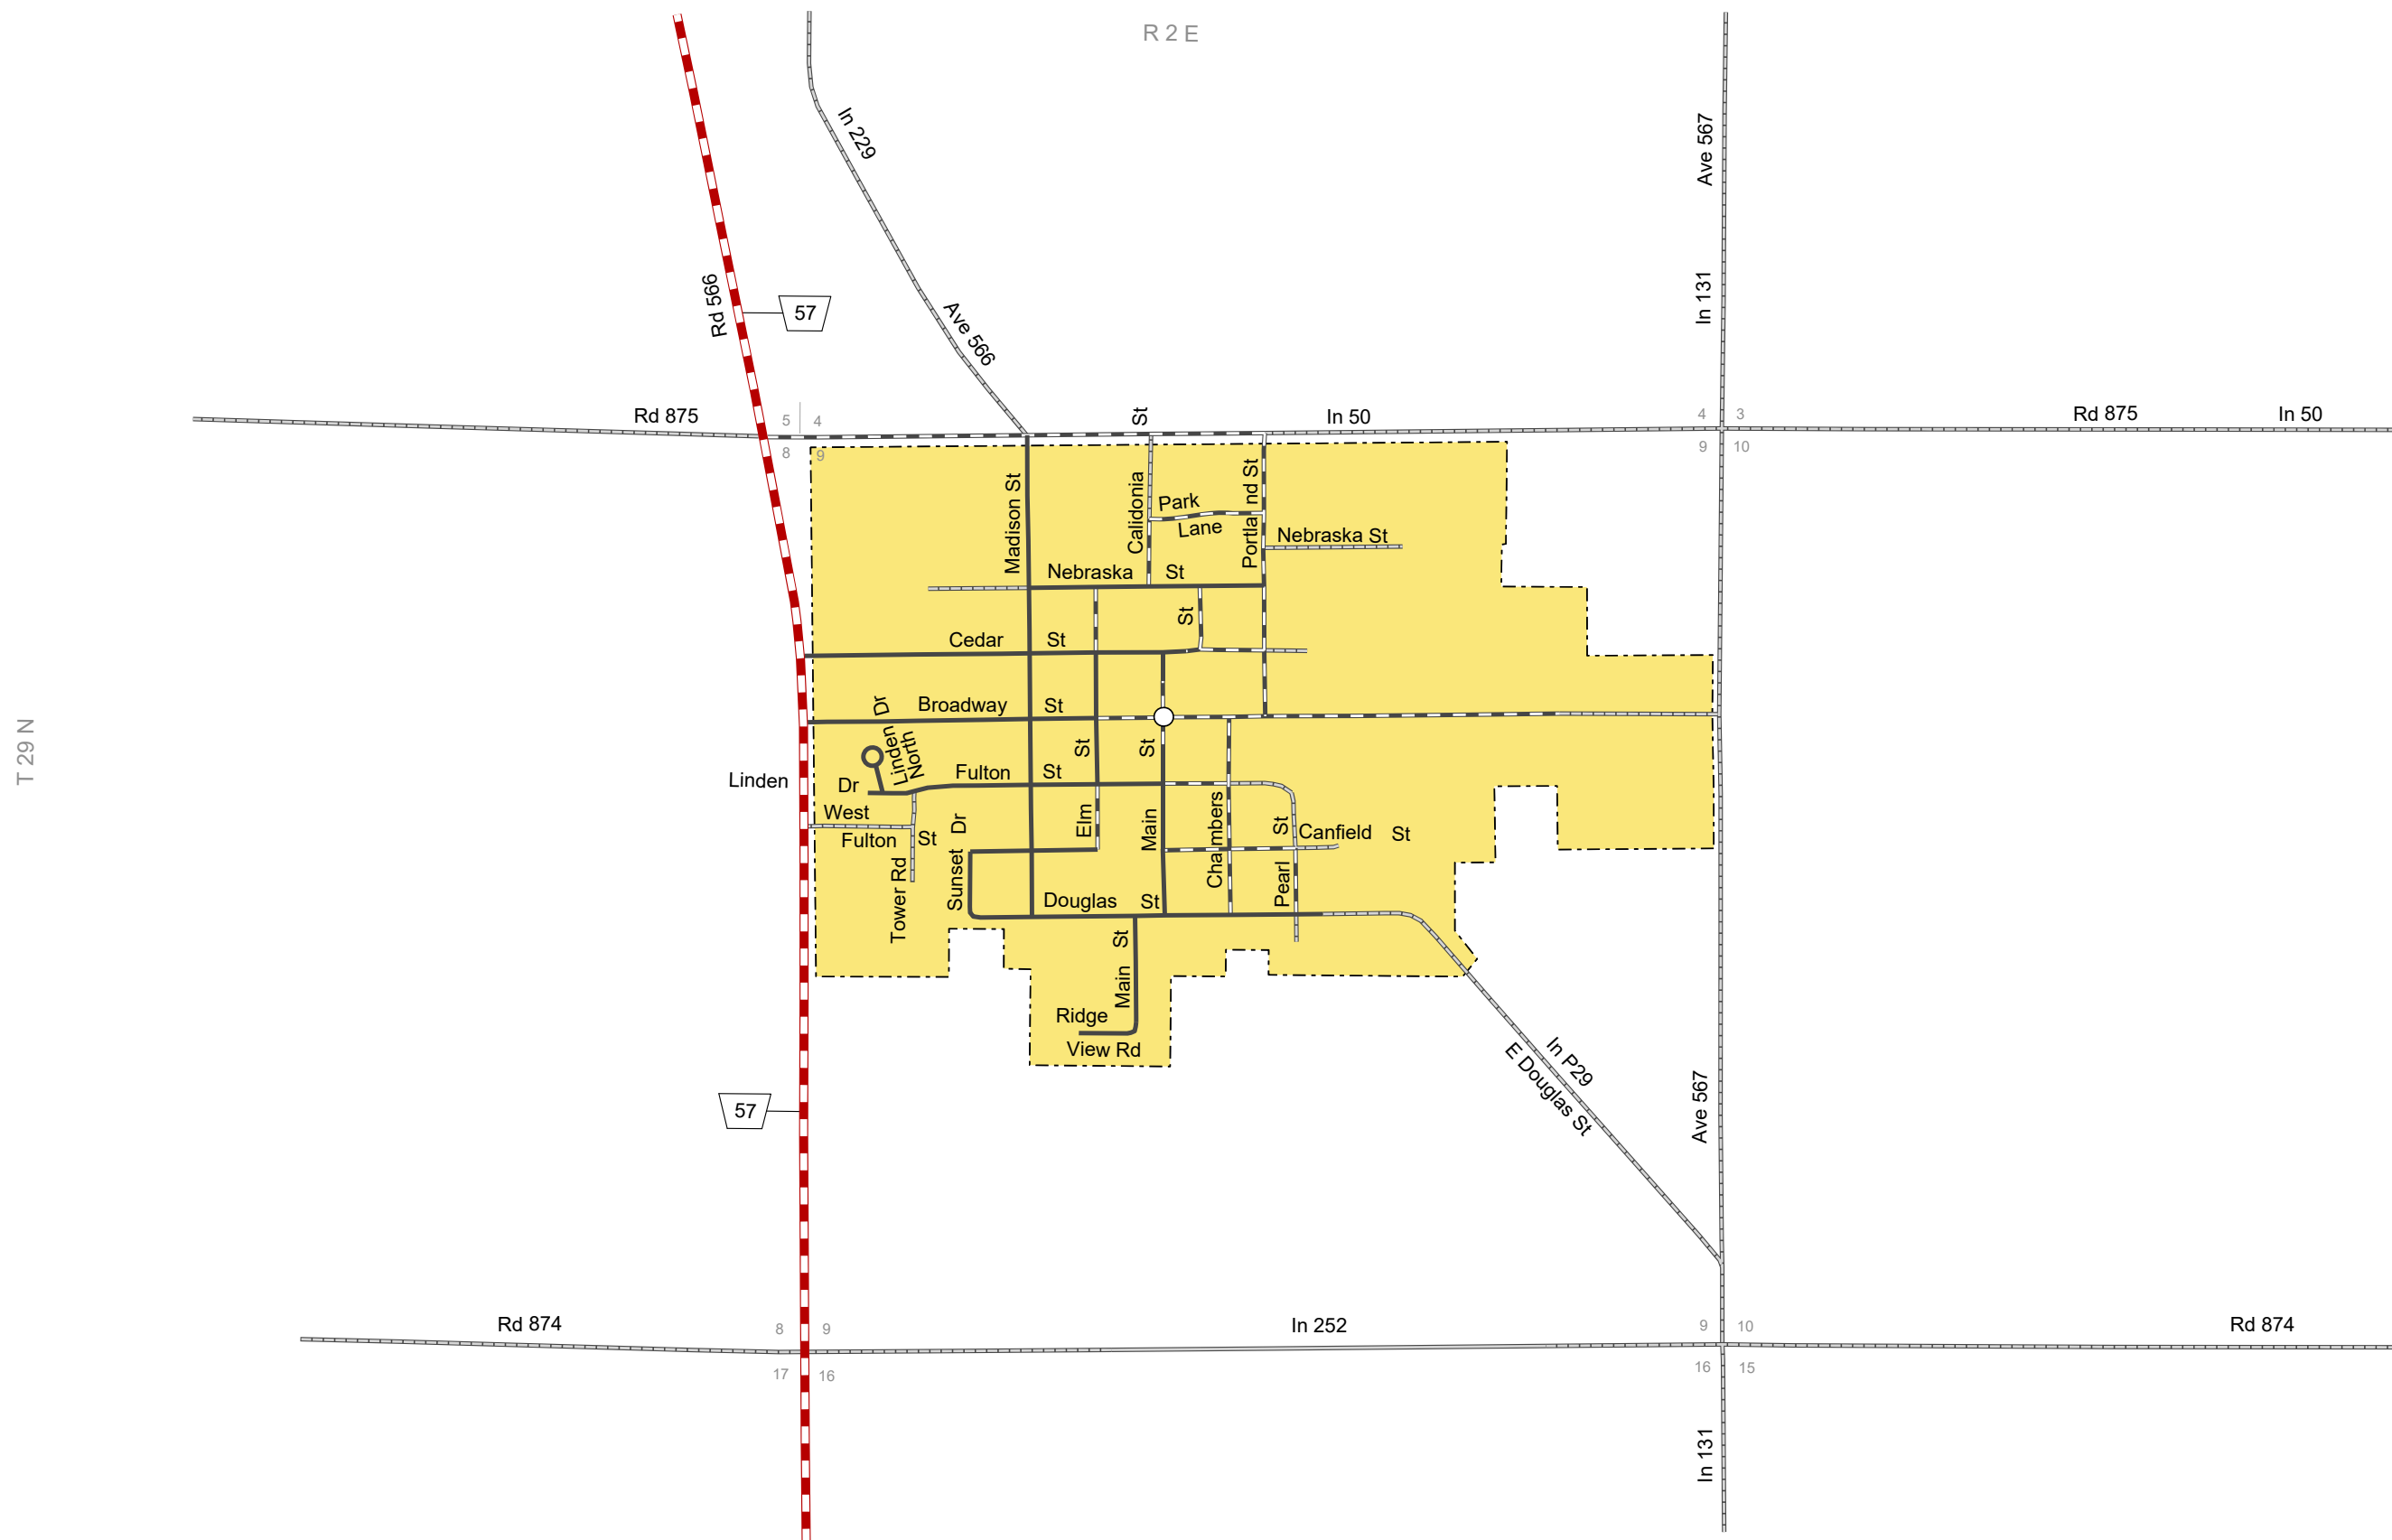 R 2 E
In 229
Ave 567
In 131
Rd 566
57
Ave 566
Rd 875
5
4
St
In 50
4
3
Rd 875
In 50
8
9
9
10
Madison St
Calidonia
Park
Lane
Portla
nd St
Nebraska St
Nebraska
St
St
Cedar
St
T 29 N
Broadway
St
Linden Dr
North
Linden
Dr
Fulton
St
St
St
West
Fulton
St
Tower Rd
Sunset
Dr
Elm
Main
Chambers
St
Pearl
Canfield
St
Douglas
St
St
Main
Ridge
View Rd
In P29
E Douglas St
Ave 567
57
Rd 874
8
9
In 252
9
10
Rd 874
17
16
16
15
In 131